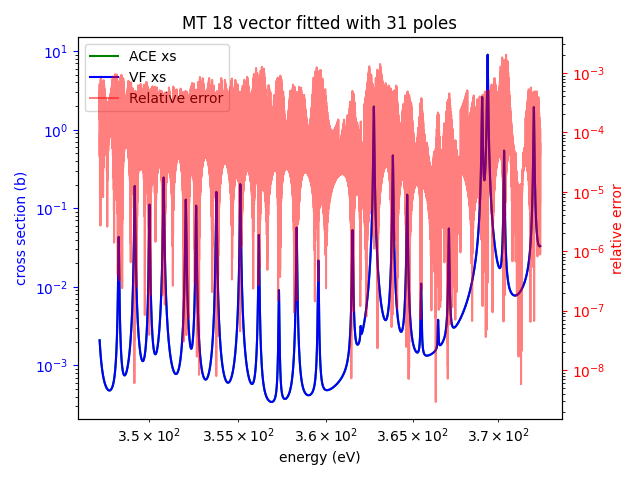 MT 18 vector fitted with 31 poles
ACE xs
VF xs
Relative error
cross section (b)
10¹
10⁰
10⁻¹
10⁻²
10⁻³
relative error
10⁻³
10⁻⁴
10⁻⁵
10⁻⁶
10⁻⁷
10⁻⁸
3.5 × 10² 3.55 × 10² 3.6 × 10² 3.65 × 10² 3.7 × 10²
energy (eV)